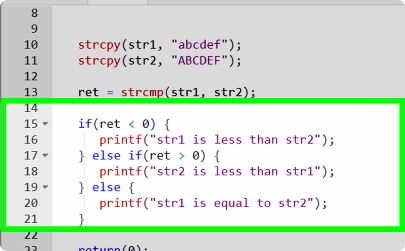 8
9
10 strcpy(str1, "abcdef");
11 strcpy(str2, "ABCDEF");
12
13 ret = strcmp(str1, str2);
14
15 if(ret < 0) {
16 printf("str1 is less than str2");
17 } else if(ret > 0) {
18 printf("str2 is less than str1");
19 } else {
20 printf("str1 is equal to str2");
21 }
22
23 return(0);